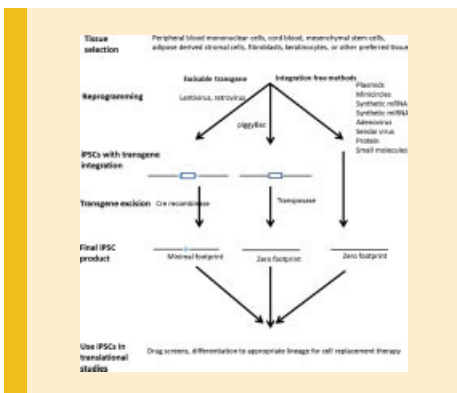 Tissue selection
Peripheral blood mononuclear cells, cord blood, mesenchymal stem cells,
adipose derived stromal cells, fibroblasts, keratinocytes, or other preferred tissue
Excisable transgene
Integration free methods
Reprogramming
Lentivirus, retrovirus
piggyBac
Plasmids
Minicircles
Synthetic mRNA
Synthetic miRNA
Adenovirus
Sendai virus
Protein
Small molecules
iPSCs with transgene
integration
Transgene excision
Cre recombinase
Transposase
Final iPSC
product
Minimal footprint
Zero footprint
Zero footprint
Use iPSCs in
translational
studies
Drug screens, differentiation to appropriate lineage for cell replacement therapy